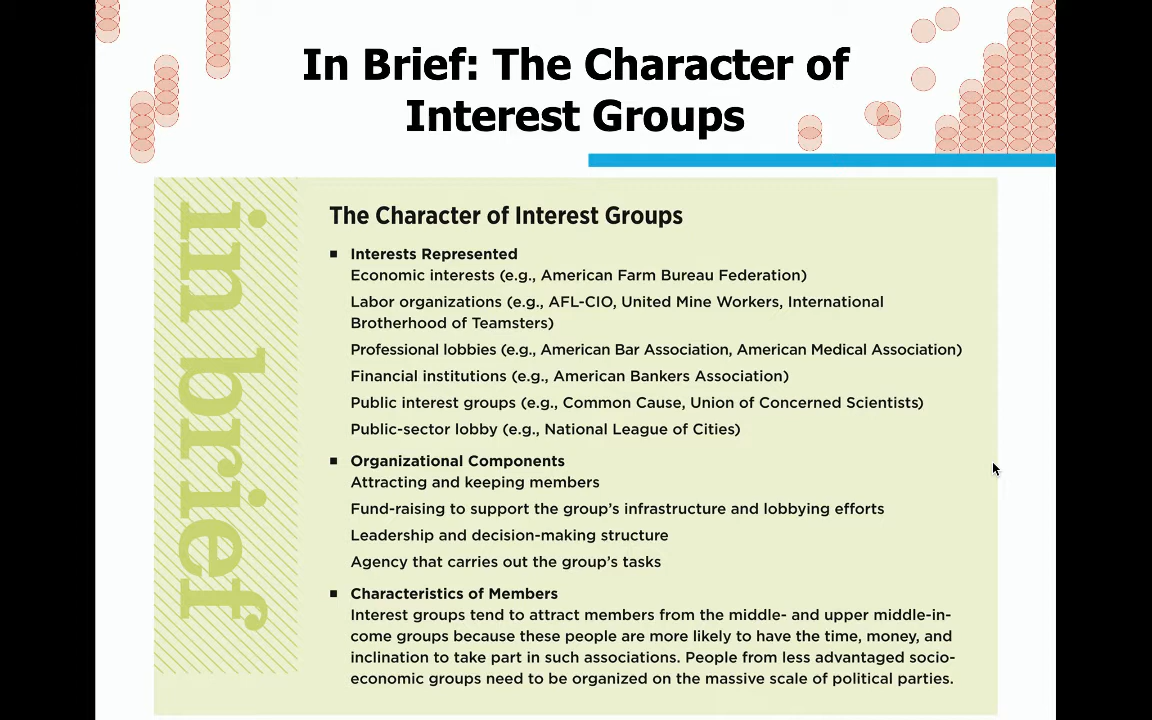 In Brief: The Character of
Interest Groups
in brief
The Character of Interest Groups
■ Interests Represented
Economic interests (e.g., American Farm Bureau Federation)
Labor organizations (e.g., AFL-CIO, United Mine Workers, International
Brotherhood of Teamsters)
Professional lobbies (e.g., American Bar Association, American Medical Association)
Financial institutions (e.g., American Bankers Association)
Public interest groups (e.g., Common Cause, Union of Concerned Scientists)
Public-sector lobby (e.g., National League of Cities)
■ Organizational Components
Attracting and keeping members
Fund-raising to support the group’s infrastructure and lobbying efforts
Leadership and decision-making structure
Agency that carries out the group’s tasks
■ Characteristics of Members
Interest groups tend to attract members from the middle- and upper middle-in-
come groups because these people are more likely to have the time, money, and
inclination to take part in such associations. People from less advantaged socio-
economic groups need to be organized on the massive scale of political parties.